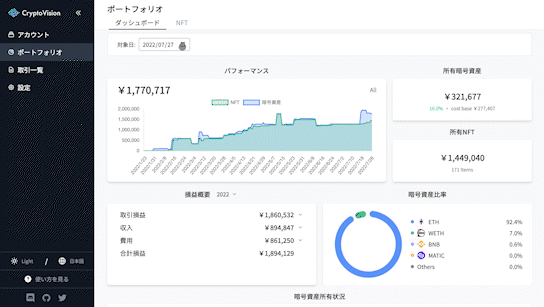 CryptoVision
アカウント
ポートフォリオ
取引一覧
設定
Light / 日本語
使い方を見る
ポートフォリオ
ダッシュボード NFT
対象日: 2022/07/27
パフォーマンス
¥1,770,717 All
NFT 暗号資産
2,000,000
1,500,000
1,000,000
500,000
0
所有暗号資産
¥321,677
16.0% • cost base ¥277,407
所有NFT
¥1,449,040
171 items
損益概要 2022
取引損益 ¥1,860,532
収入 ¥894,847
費用 ¥861,250
合計損益 ¥1,894,129
暗号資産比率
ETH 92.4%
WETH 7.0%
BNB 0.6%
MATIC 0.0%
Others 0.0%
暗号資産所有状況